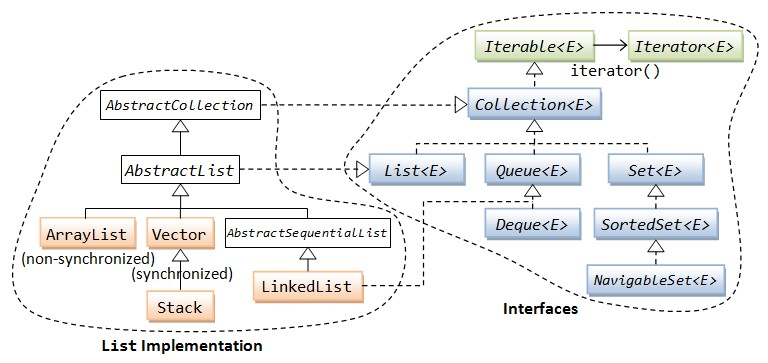 Iterable<E>
Iterator<E>
iterator()
AbstractCollection
Collection<E>
AbstractList
List<E>
Queue<E>
Set<E>
ArrayList
Vector
AbstractSequentialList
Deque<E>
SortedSet<E>
(non-synchronized)
(synchronized)
LinkedList
NavigableSet<E>
Stack
Interfaces
List Implementation